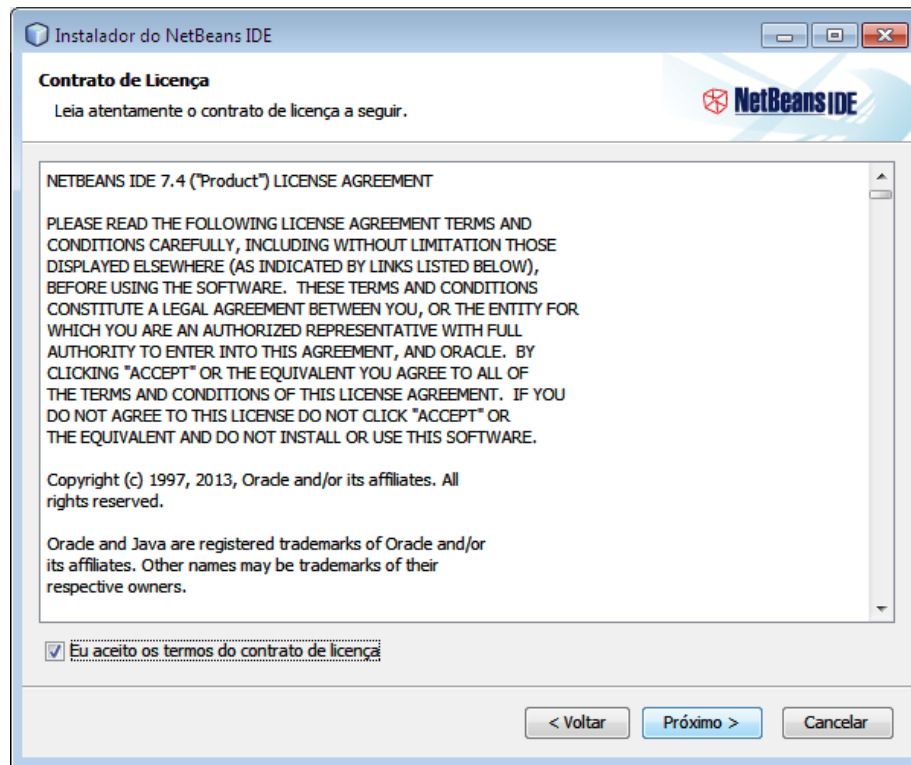 Instalador do NetBeans IDE
Contrato de Licença
Leia atentamente o contrato de licença a seguir.
NetBeans IDE
NETBEANS IDE 7.4 ("Product") LICENSE AGREEMENT
PLEASE READ THE FOLLOWING LICENSE AGREEMENT TERMS AND
CONDITIONS CAREFULLY, INCLUDING WITHOUT LIMITATION THOSE
DISPLAYED ELSEWHERE (AS INDICATED BY LINKS LISTED BELOW),
BEFORE USING THE SOFTWARE.  THESE TERMS AND CONDITIONS
CONSTITUTE A LEGAL AGREEMENT BETWEEN YOU, OR THE ENTITY FOR
WHICH YOU ARE AN AUTHORIZED REPRESENTATIVE WITH FULL
AUTHORITY TO ENTER INTO THIS AGREEMENT, AND ORACLE.  BY
CLICKING "ACCEPT" OR THE EQUIVALENT YOU AGREE TO ALL OF
THE TERMS AND CONDITIONS OF THIS LICENSE AGREEMENT.  IF YOU
DO NOT AGREE TO THIS LICENSE DO NOT CLICK "ACCEPT" OR
THE EQUIVALENT AND DO NOT INSTALL OR USE THIS SOFTWARE.
Copyright (c) 1997, 2013, Oracle and/or its affiliates. All
rights reserved.
Oracle and Java are registered trademarks of Oracle and/or
its affiliates. Other names may be trademarks of their
respective owners.
Eu aceito os termos do contrato de licença
< Voltar
Próximo >
Cancelar